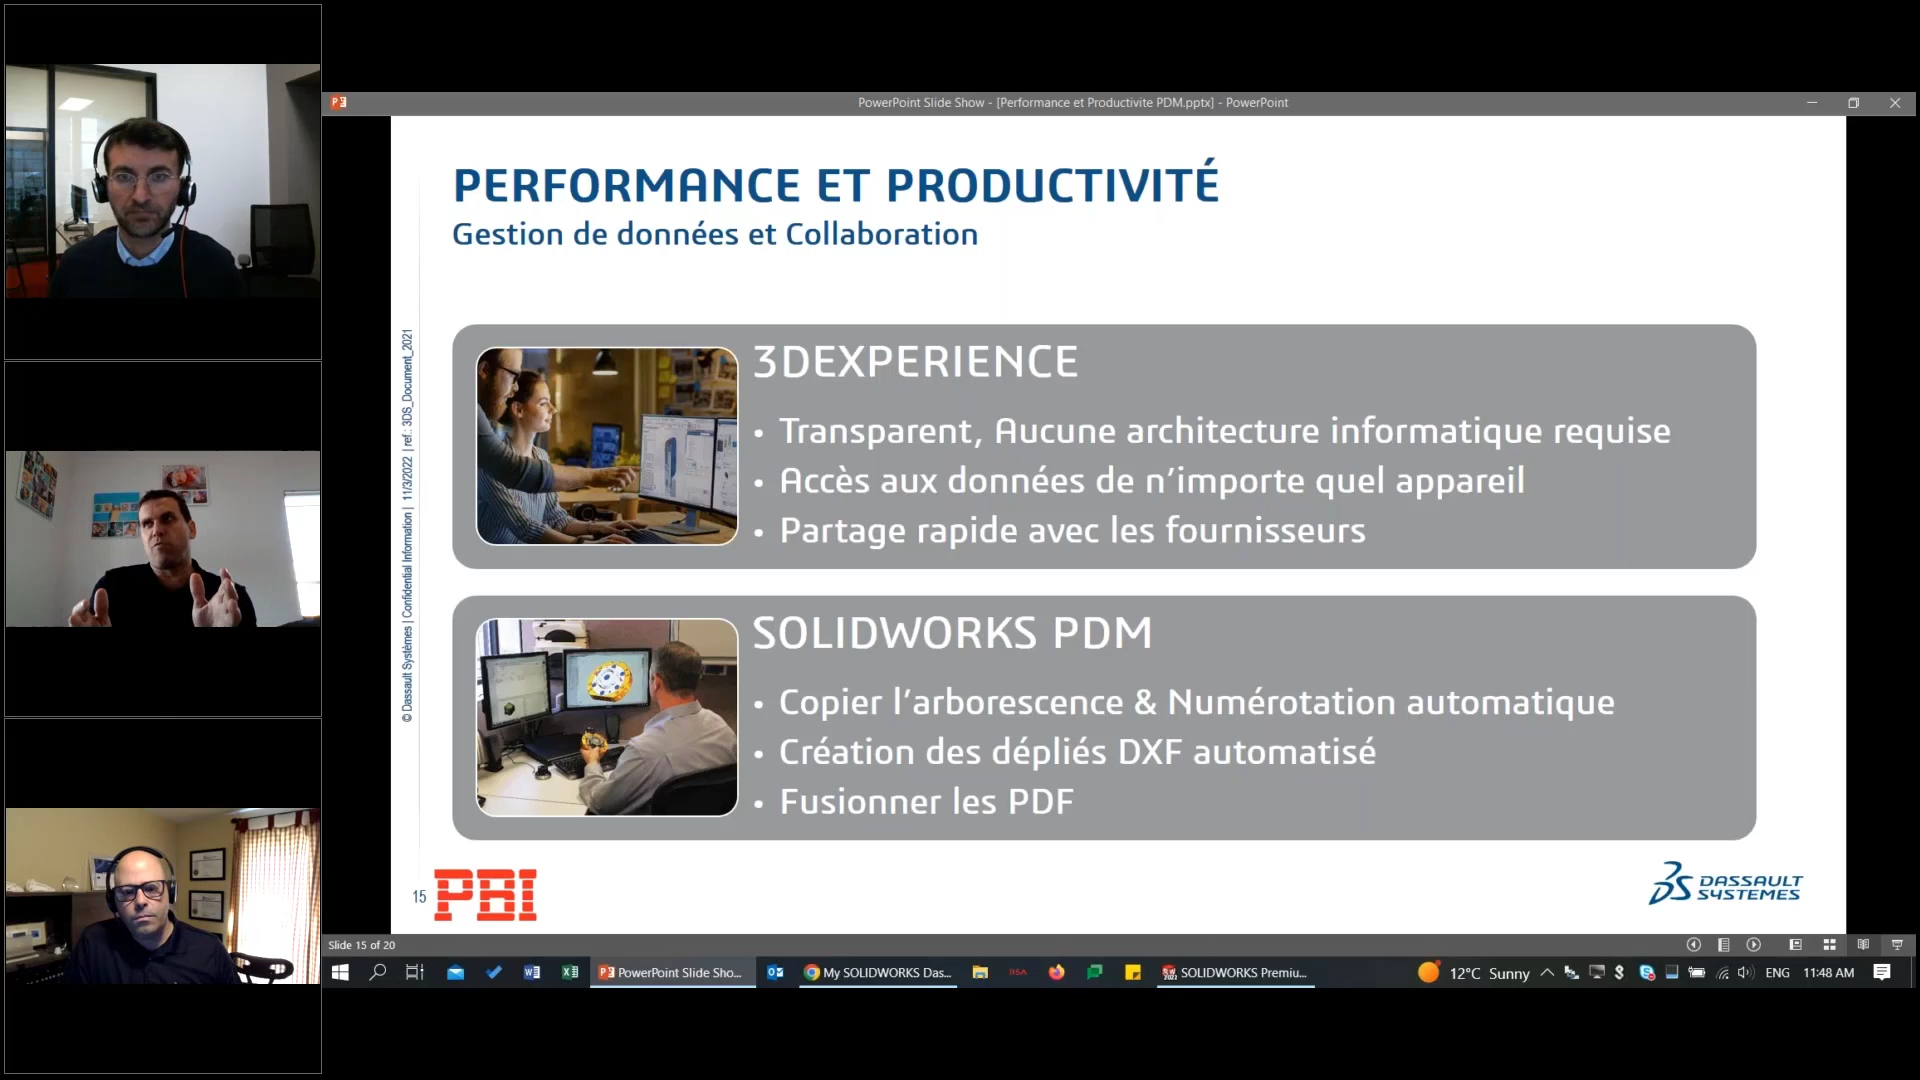 PowerPoint Slide Show - [Performance et Productivite PDM.pptx] - PowerPoint
PERFORMANCE ET PRODUCTIVITÉ
Gestion de données et Collaboration
3DEXPERIENCE
• Transparent, Aucune architecture informatique requise
• Accès aux données de n’importe quel appareil
• Partage rapide avec les fournisseurs
SOLIDWORKS PDM
• Copier l’arborescence & Numérotation automatique
• Création des dépliés DXF automatisé
• Fusionner les PDF
© Dassault Systèmes | Confidential Information | 11/3/2022 | ref.: 3DS_Document_2021
15
PBI
DASSAULT
SYSTEMES
Slide 15 of 20
PowerPoint Slide Sho...
My SOLIDWORKS Das...
SOLIDWORKS Premiu...
12°C Sunny
ENG
11:48 AM